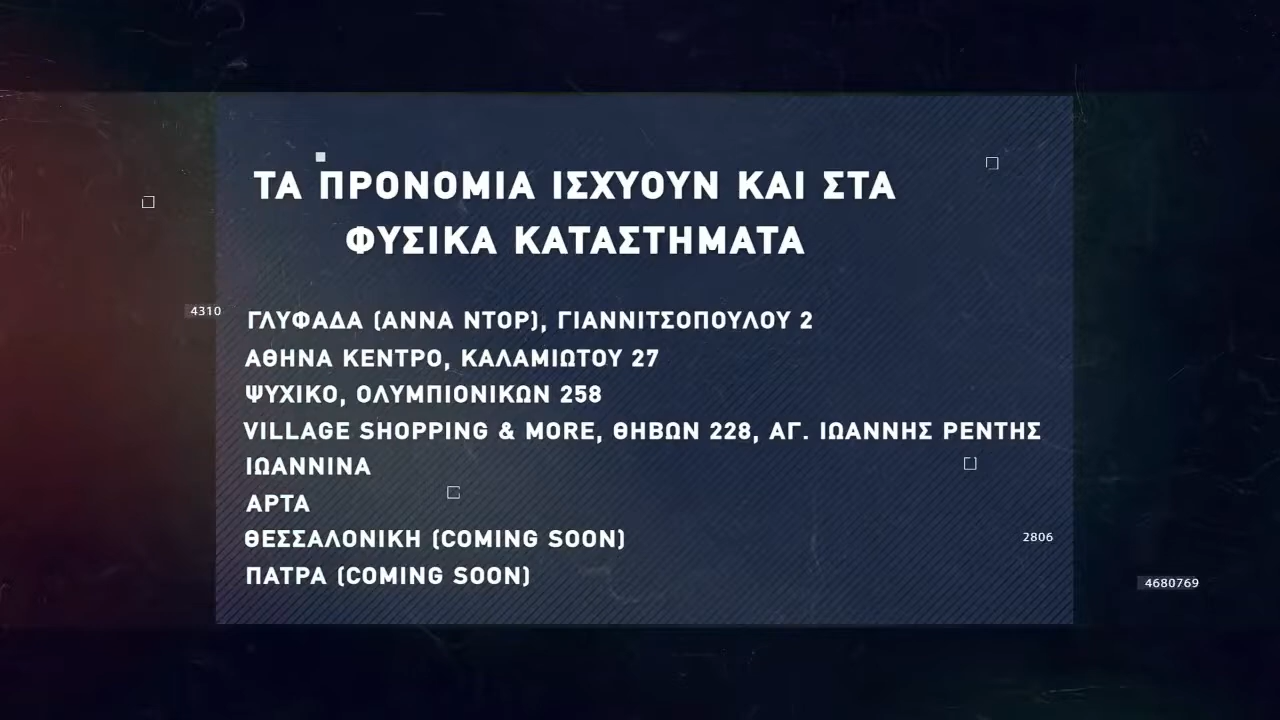 ΤΑ ΠΡΟΝΟΜΙΑ ΙΣΧΥΟΥΝ ΚΑΙ ΣΤΑ
ΦΥΣΙΚΑ ΚΑΤΑΣΤΗΜΑΤΑ
4310
ΓΛΥΦΑΔΑ (ΑΝΝΑ ΝΤΟΡ), ΓΙΑΝΝΙΤΣΟΠΟΥΛΟΥ 2
ΑΘΗΝΑ ΚΕΝΤΡΟ, ΚΑΛΑΜΙΩΤΟΥ 27
ΨΥΧΙΚΟ, ΟΛΥΜΠΙΟΝΙΚΩΝ 258
VILLAGE SHOPPING & MORE, ΘΗΒΩΝ 228, ΑΓ. ΙΩΑΝΝΗΣ ΡΕΝΤΗΣ
ΙΩΑΝΝΙΝΑ
ΑΡΤΑ
ΘΕΣΣΑΛΟΝΙΚΗ (COMING SOON)
2806
ΠΑΤΡΑ (COMING SOON)
4680769